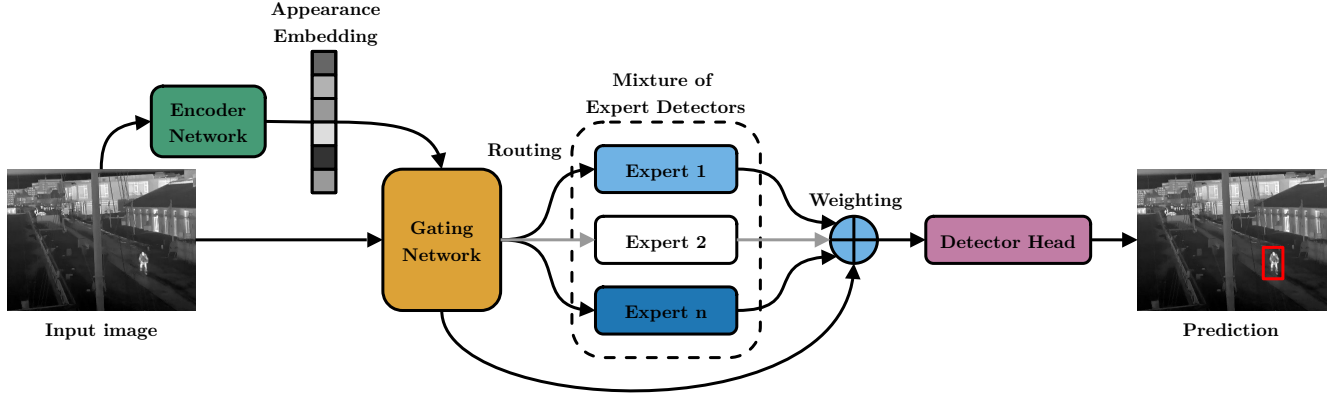 Appearance
Embedding
Encoder
Network
Input image
Gating
Network
Routing
Mixture of
Expert Detectors
Expert 1
Expert 2
Expert n
Weighting
Detector Head
Prediction